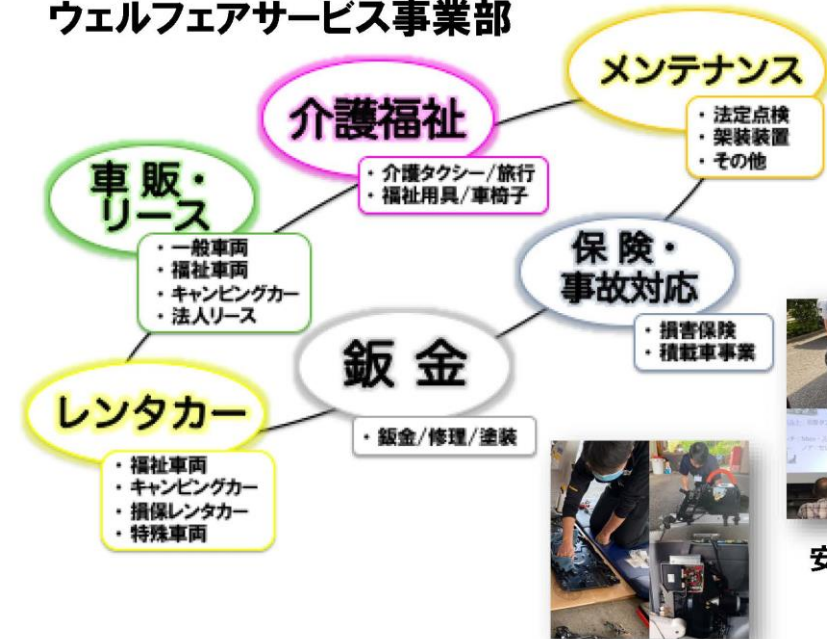 ウェルフェアサービス事業部
メンテナンス
・法定点検
・架装装置
・その他
介護福祉
・介護タクシー/旅行
・福祉用具/車椅子
車販・
リース
・一般車両
・福祉車両
・キャンピングカー
・法人リース
保険・
事故対応
・損害保険
・積載車事業
鈑金
・鈑金/修理/塗装
レンタカー
・福祉車両
・キャンピングカー
・損保レンタカー
・特殊車両
安